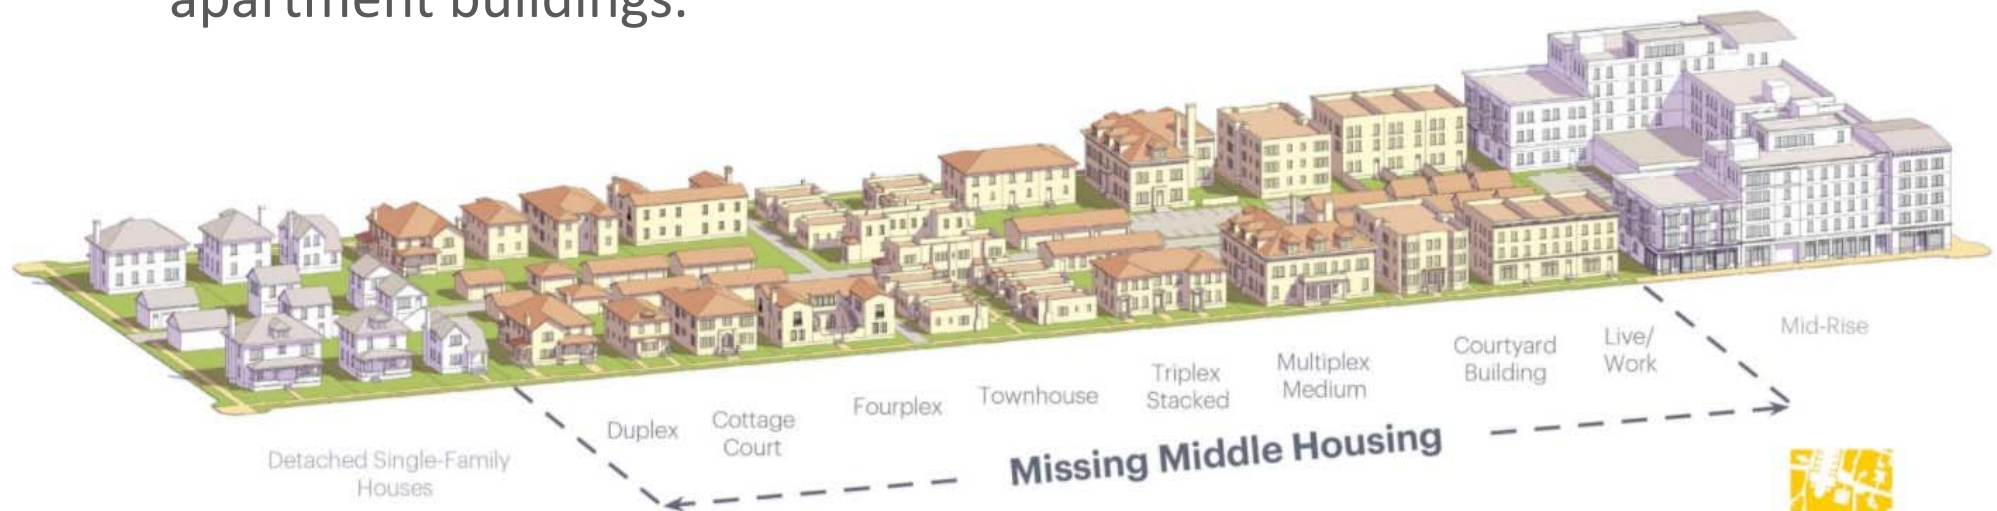 apartment buildings.
Detached Single-Family
Houses
Duplex
Cottage
Court
Fourplex
Townhouse
Triplex
Stacked
Multiplex
Medium
Courtyard
Building
Live/
Work
Mid-Rise
Missing Middle Housing